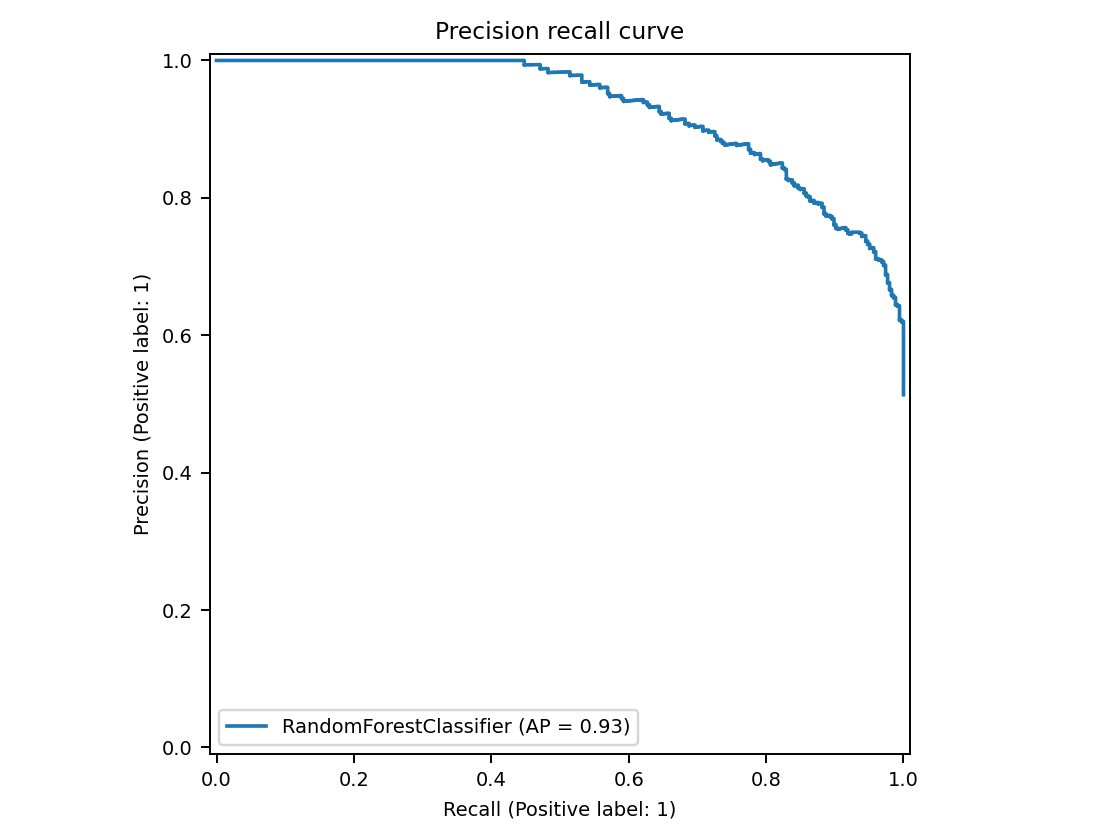 Precision recall curve
1.0
0.8
0.6
0.4
0.2
0.0
Precision (Positive label: 1)
RandomForestClassifier (AP = 0.93)
0.0 0.2 0.4 0.6 0.8 1.0
Recall (Positive label: 1)